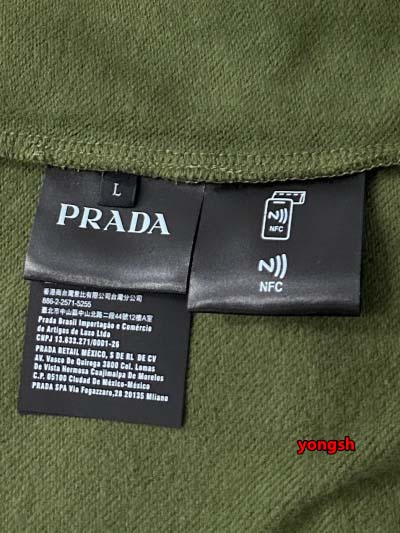 L
PRADA
NFC
NFC
香港商台灣普比有限公司台灣分公司
886-2-2571-5255
臺北市中山區中山北路二段44號12樓A室
Prada Brasil Importação e Comércio
de Artigos de Luxo Ltda
CNPJ 13.633.271/0001-26
PRADA RETAIL MÉXICO, S DE RL DE CV
AV. Vasco De Quiroga 3800 Col. Lomas
De Vista Hermosa Cuajimalpa De Morelos
C.P. 05100 Ciudad De México-México
PRADA SPA Via Fogazzaro,28 20135 Milano
yongsh